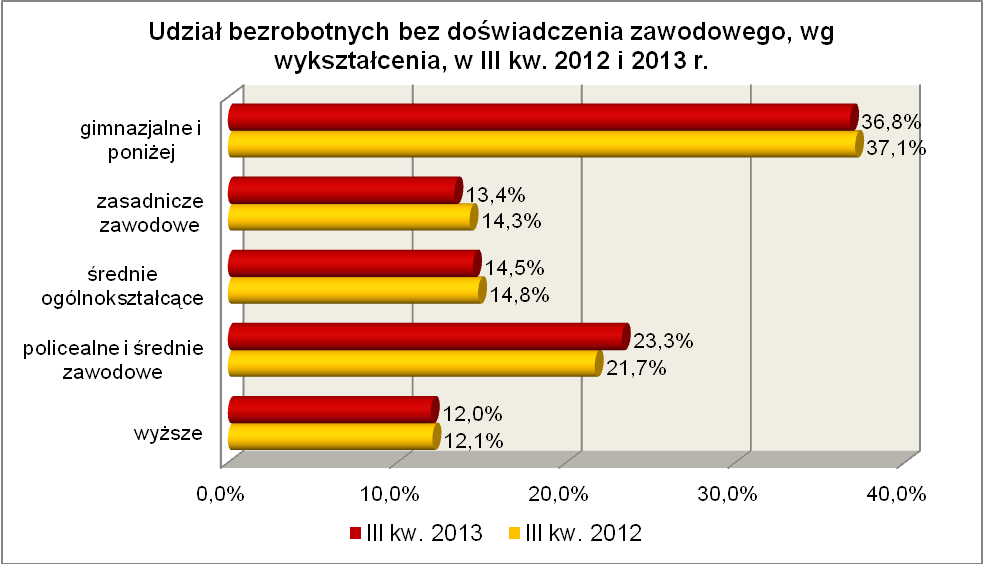 Udział bezrobotnych bez doświadczenia zawodowego, wg
wykształcenia, w III kw. 2012 i 2013 r.
gimnazjalne i
poniżej
36,8%
37,1%
zasadnicze
zawodowe
13,4%
14,3%
średnie
ogólnokształcące
14,5%
14,8%
policealne i średnie
zawodowe
23,3%
21,7%
wyższe
12,0%
12,1%
0,0% 10,0% 20,0% 30,0% 40,0%
III kw. 2013 III kw. 2012